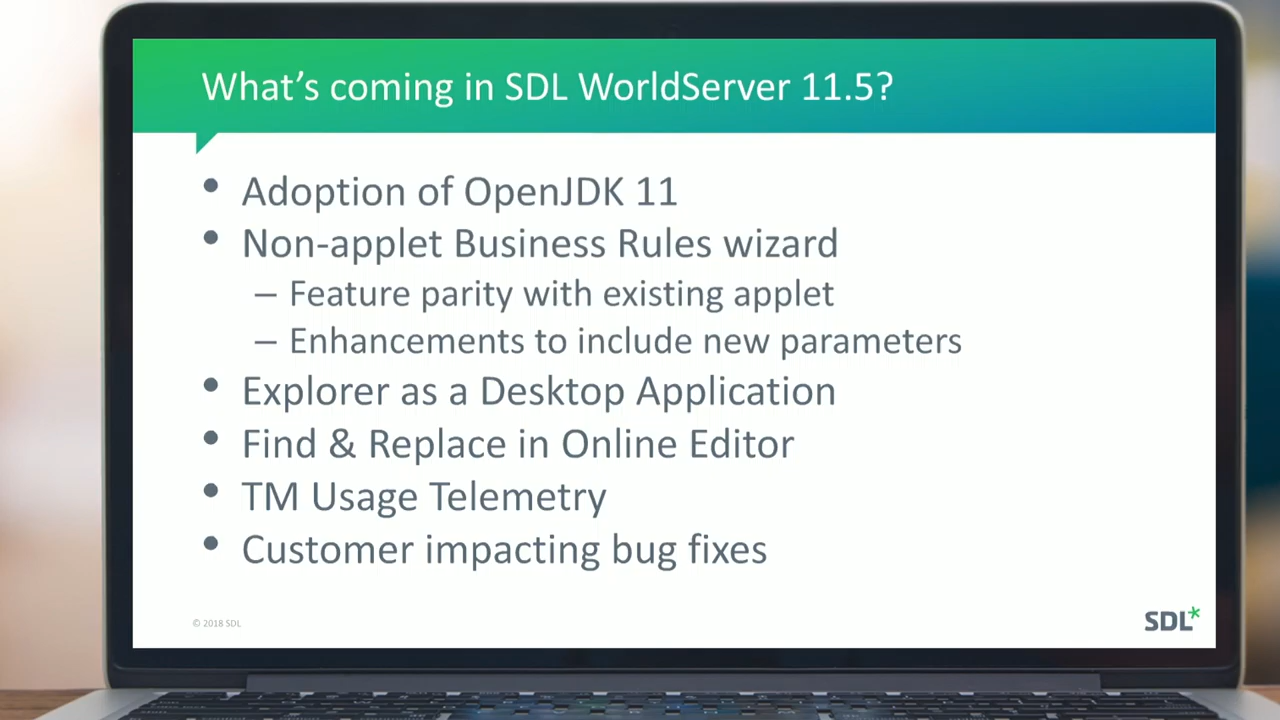 What's coming in SDL WorldServer 11.5?
• Adoption of OpenJDK 11
• Non-applet Business Rules wizard
– Feature parity with existing applet
– Enhancements to include new parameters
• Explorer as a Desktop Application
• Find & Replace in Online Editor
• TM Usage Telemetry
• Customer impacting bug fixes
© 2018 SDL
SDL*